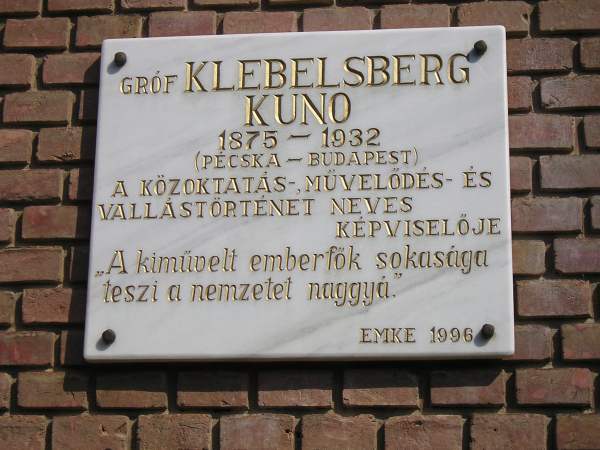 GRÓF KLEBELSBERG
KUNO
1875 – 1932
(PÉCSKA – BUDAPEST)
A KÖZOKTATÁS-, MŰVELŐDÉS- ÉS
VALLÁSTÖRTÉNET NEVES
KÉPVISELŐJE
„A kiművelt emberfők sokasága
teszi a nemzetet naggyá.”
EMKE 1996